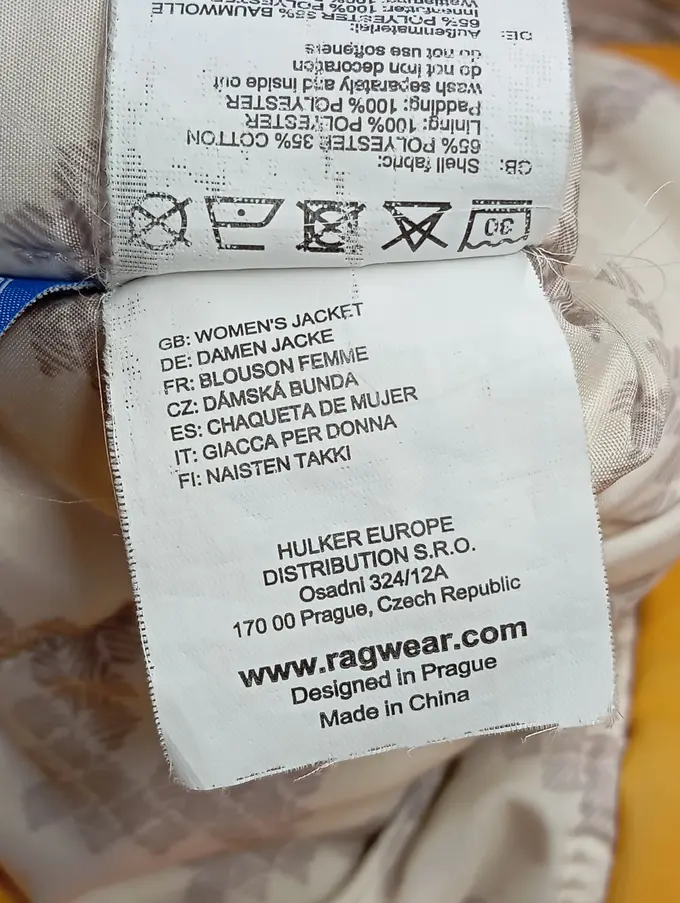 30
GB: Shell fabric:
65% POLYESTER 35% COTTON
Lining: 100% POLYESTER
Padding: 100% POLYESTER
wash separately and inside out
do not iron decoration
do not use softeners
DE: Außenmaterial:
65% POLYESTER 35% BAUMWOLLE
Innenfutter: 100% POLYESTER
GB: WOMEN'S JACKET
DE: DAMEN JACKE
FR: BLOUSON FEMME
CZ: DÁMSKÁ BUNDA
ES: CHAQUETA DE MUJER
IT: GIACCA PER DONNA
FI: NAISTEN TAKKI
HULKER EUROPE
DISTRIBUTION S.R.O.
Osadni 324/12A
170 00 Prague, Czech Republic
www.ragwear.com
Designed in Prague
Made in China